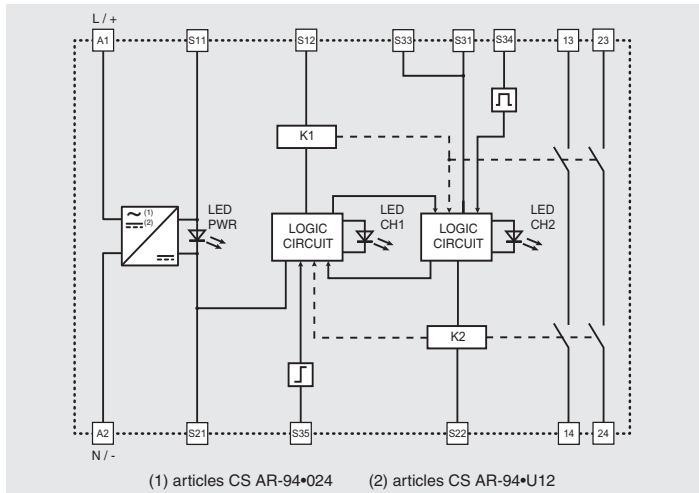 L / +
A1
S11
S12
S33
S31
S34
13
23
K1
~ (1)
(2)
LED
PWR
LOGIC
CIRCUIT
LED
CH1
LOGIC
CIRCUIT
LED
CH2
K2
A2
S21
S35
S22
14
24
N / -
(1) articles CS AR-94•024 (2) articles CS AR-94•U12